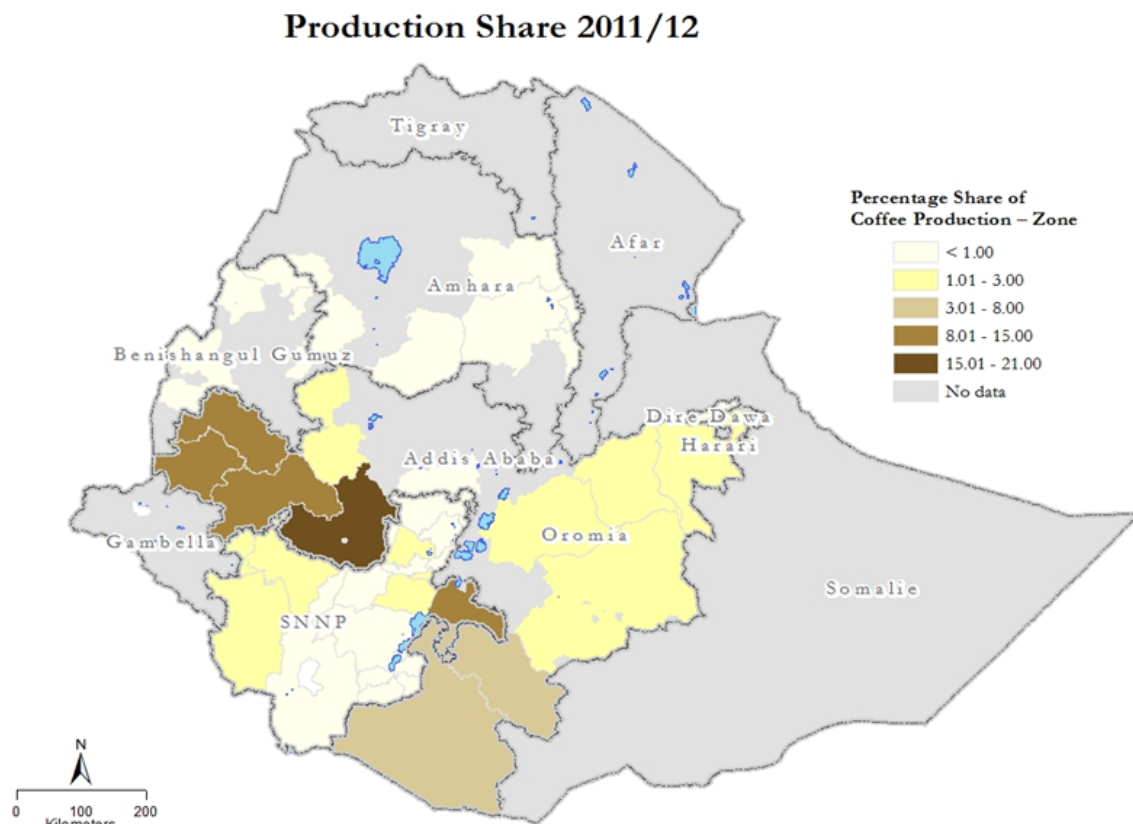 Production Share 2011/12
Tigray
Afar
Amhara
Benishangul Gumuz
Dire Dawa
Harari
Addis Ababa
Oromia
Gambella
Somalie
SNNP
Percentage Share of
Coffee Production – Zone
< 1.00
1.01 - 3.00
3.01 - 8.00
8.01 - 15.00
15.01 - 21.00
No data
N
0 100 200
Kilometers